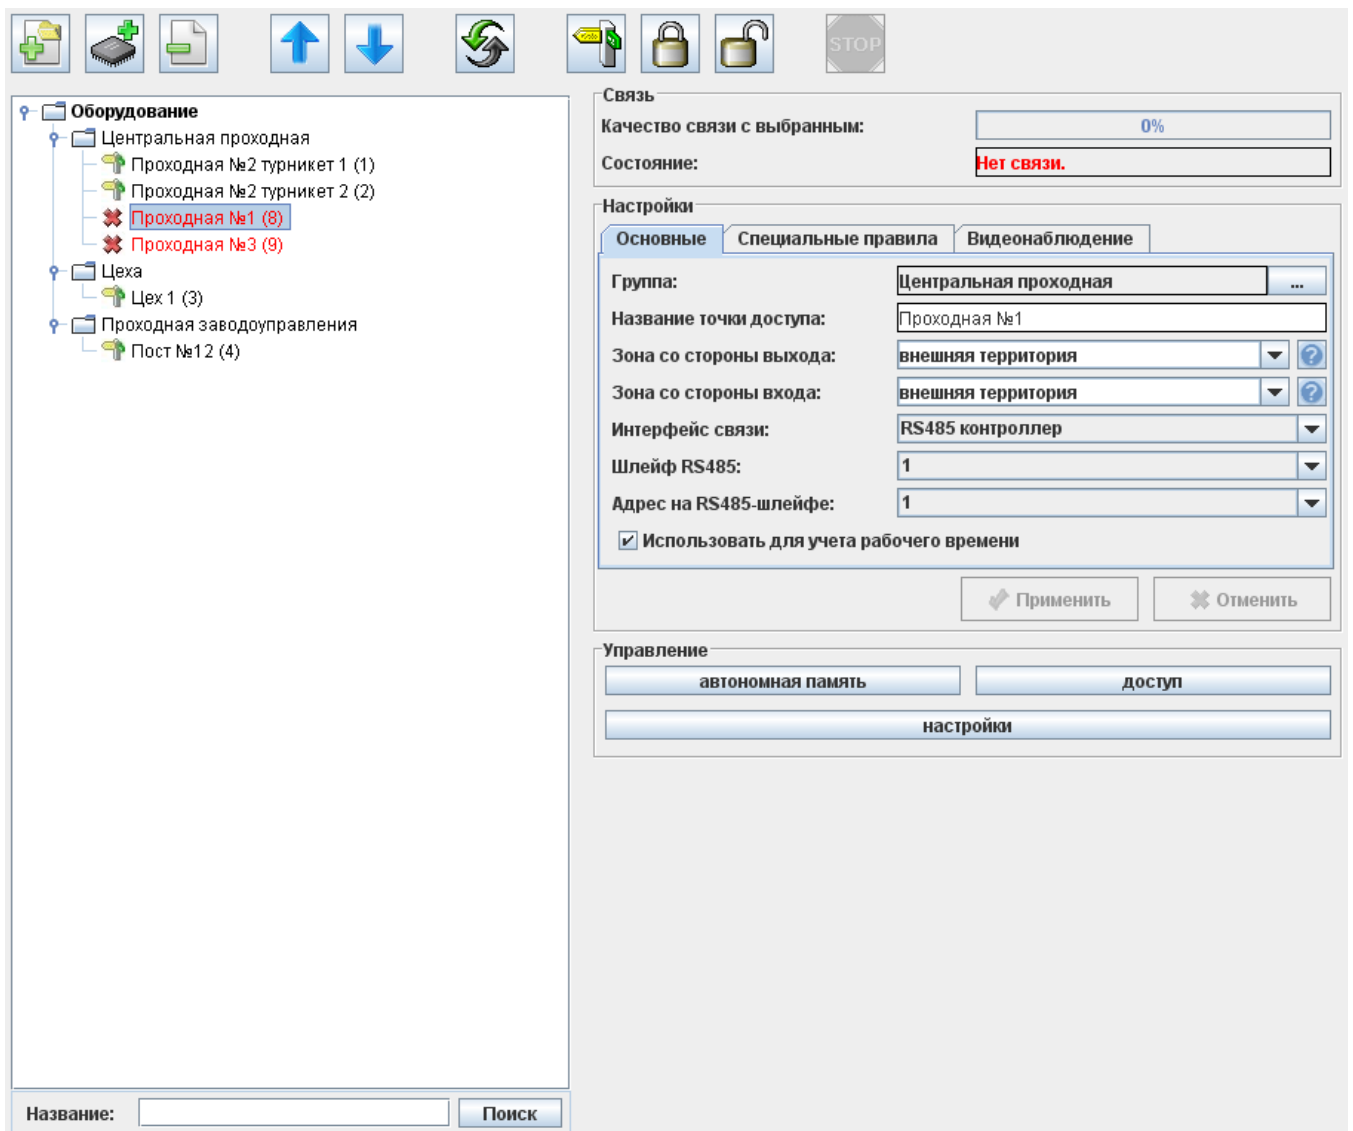 STOP
Оборудование
Центральная проходная
Проходная №2 турникет 1 (1)
Проходная №2 турникет 2 (2)
Проходная №1 (8)
Проходная №3 (9)
Цеха
Цех 1 (3)
Проходная заводоуправления
Пост №12 (4)
Название:
Поиск
Связь
Качество связи с выбранным: 0%
Состояние: Нет связи.
Настройки
Основные Специальные правила Видеонаблюдение
Группа: Центральная проходная ...
Название точки доступа: Проходная №1
Зона со стороны выхода: внешняя территория ?
Зона со стороны входа: внешняя территория ?
Интерфейс связи: RS485 контроллер
Шлейф RS485: 1
Адрес на RS485-шлейфе: 1
Использовать для учета рабочего времени
Применить Отменить
Управление
автономная память доступ
настройки